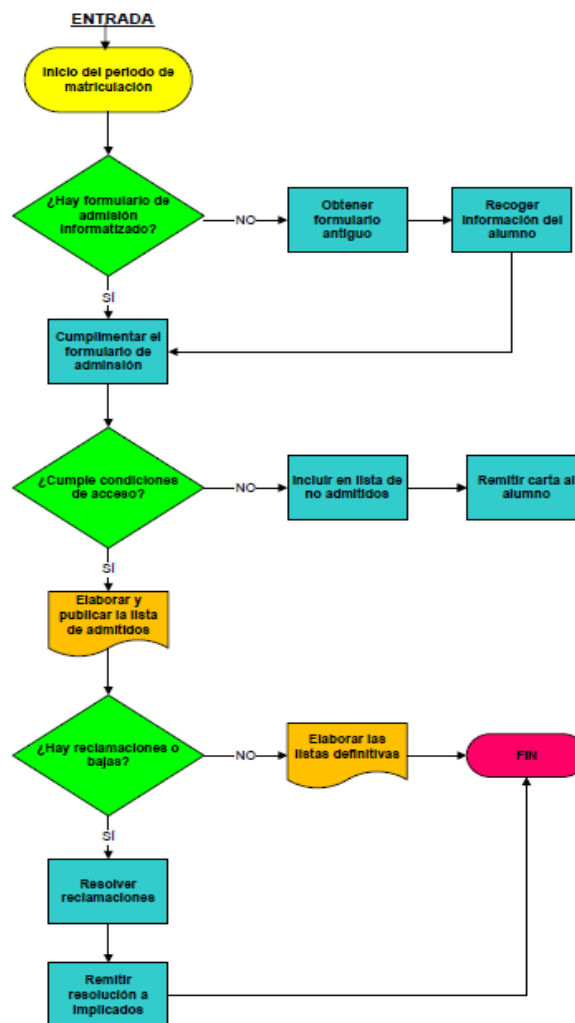 ENTRADA
Inicio del periodo de
matriculación
¿Hay formulario de
admisión
informatizado?
NO
Obtener
formulario
antiguo
Recoger
información del
alumno
SÍ
Cumplimentar el
formulario de
adminsión
¿Cumple condiciones
de acceso?
NO
Incluir en lista de
no admitidos
Remitir carta al
alumno
SÍ
Elaborar y
publicar la lista
de admitidos
¿Hay reclamaciones o
bajas?
NO
Elaborar las
listas definitivas
FIN
SÍ
Resolver
reclamaciones
Remitir
resolución a
implicados